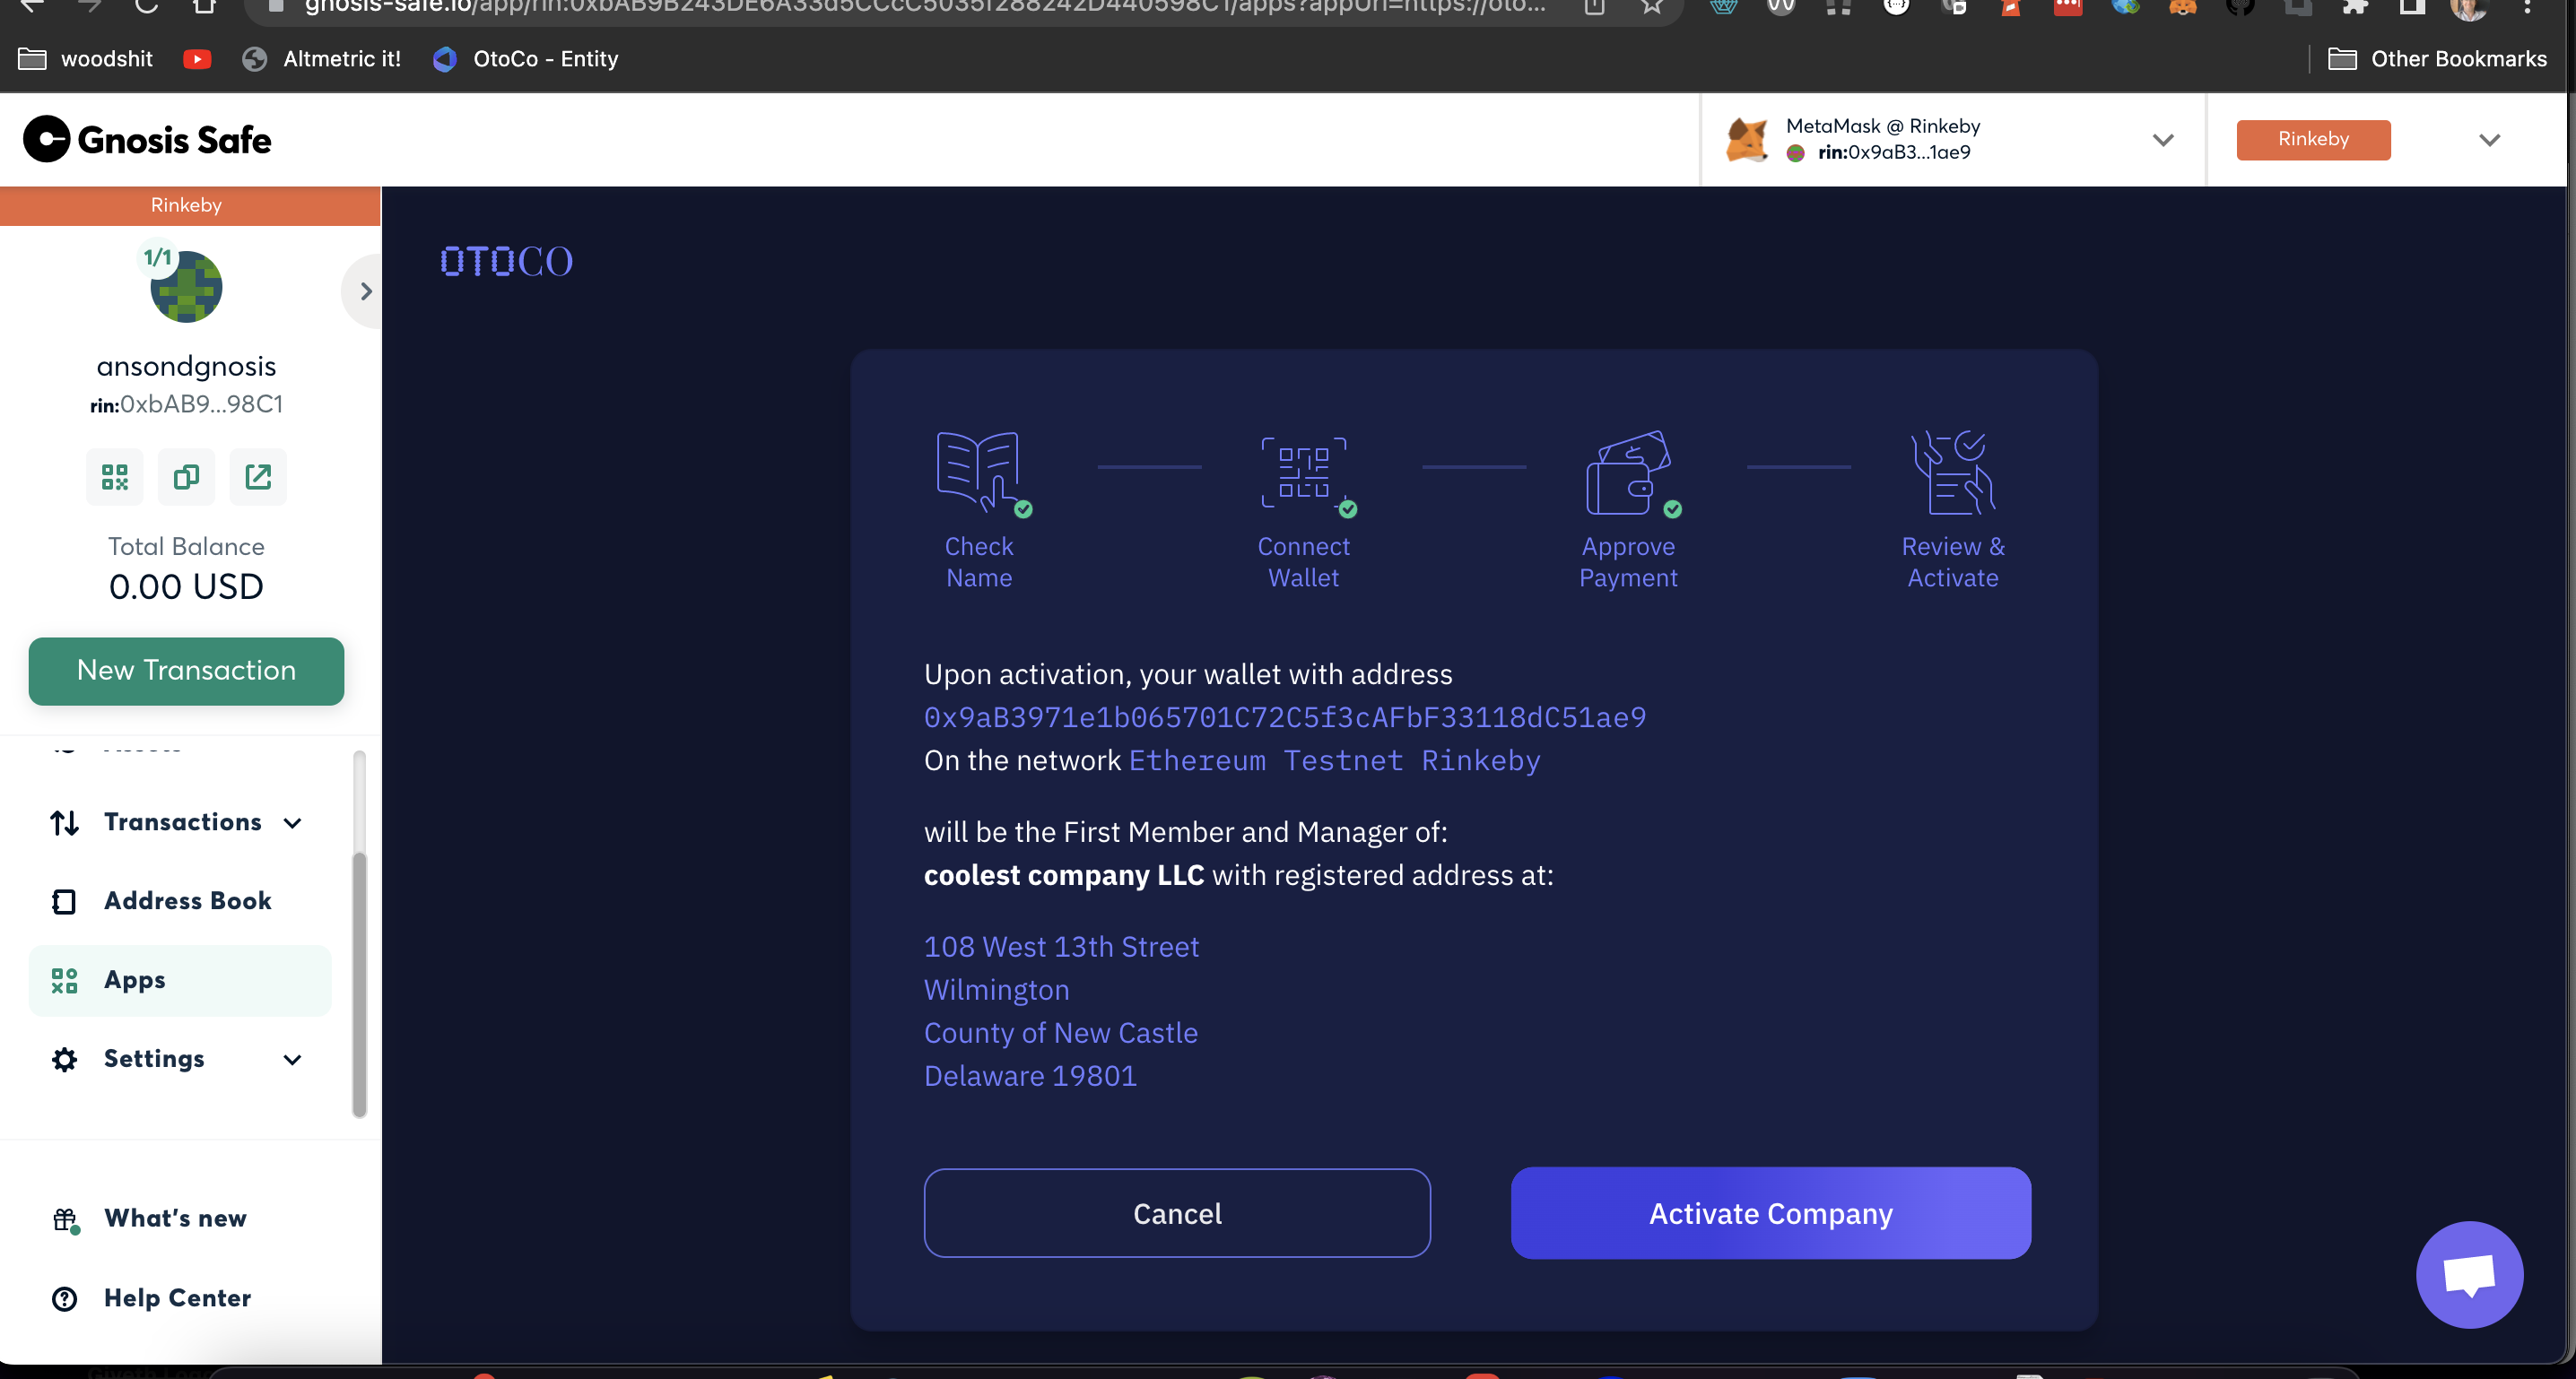 gnosis-safe.io/app/rin:0xbAB9B243DE6A33d5CCcC5035f288242D440598C1/apps?appUrl=https://oto...
woodshit
Altmetric it!
OtoCo - Entity
Other Bookmarks
Gnosis Safe
MetaMask @ Rinkeby
rin:0x9aB3...1ae9
Rinkeby
Rinkeby
1/1
ansondgnosis
rin:0xbAB9...98C1
Total Balance
0.00 USD
New Transaction
Assets
Transactions
Address Book
Apps
Settings
What's new
Help Center
OTOCO
Check
Name
Connect
Wallet
Approve
Payment
Review &
Activate
Upon activation, your wallet with address
0x9aB3971e1b065701C72C5f3cAFbF33118dC51ae9
On the network Ethereum Testnet Rinkeby
will be the First Member and Manager of:
coolest company LLC with registered address at:
108 West 13th Street
Wilmington
County of New Castle
Delaware 19801
Cancel
Activate Company